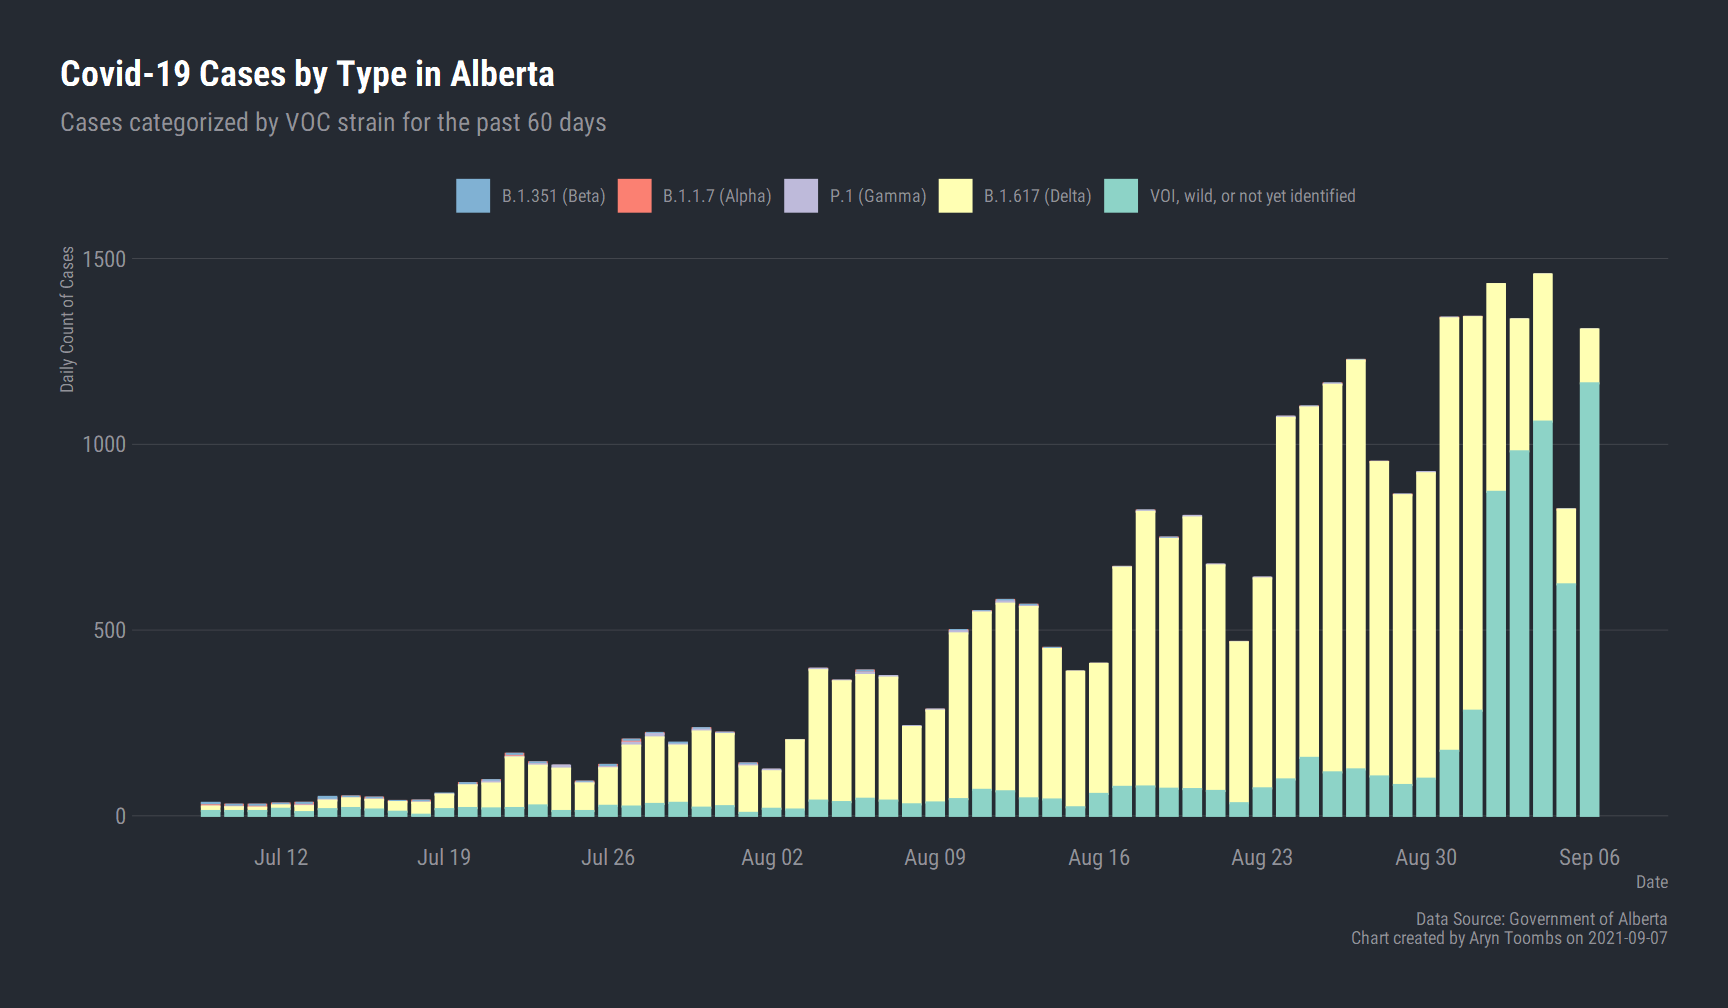 Covid-19 Cases by Type in Alberta
Cases categorized by VOC strain for the past 60 days
B.1.351 (Beta) B.1.1.7 (Alpha) P.1 (Gamma) B.1.617 (Delta) VOI, wild, or not yet identified
Daily Count of Cases
1500
1000
500
0
Jul 12 Jul 19 Jul 26 Aug 02 Aug 09 Aug 16 Aug 23 Aug 30 Sep 06
Date
Data Source: Government of Alberta
Chart created by Aryn Toombs on 2021-09-07